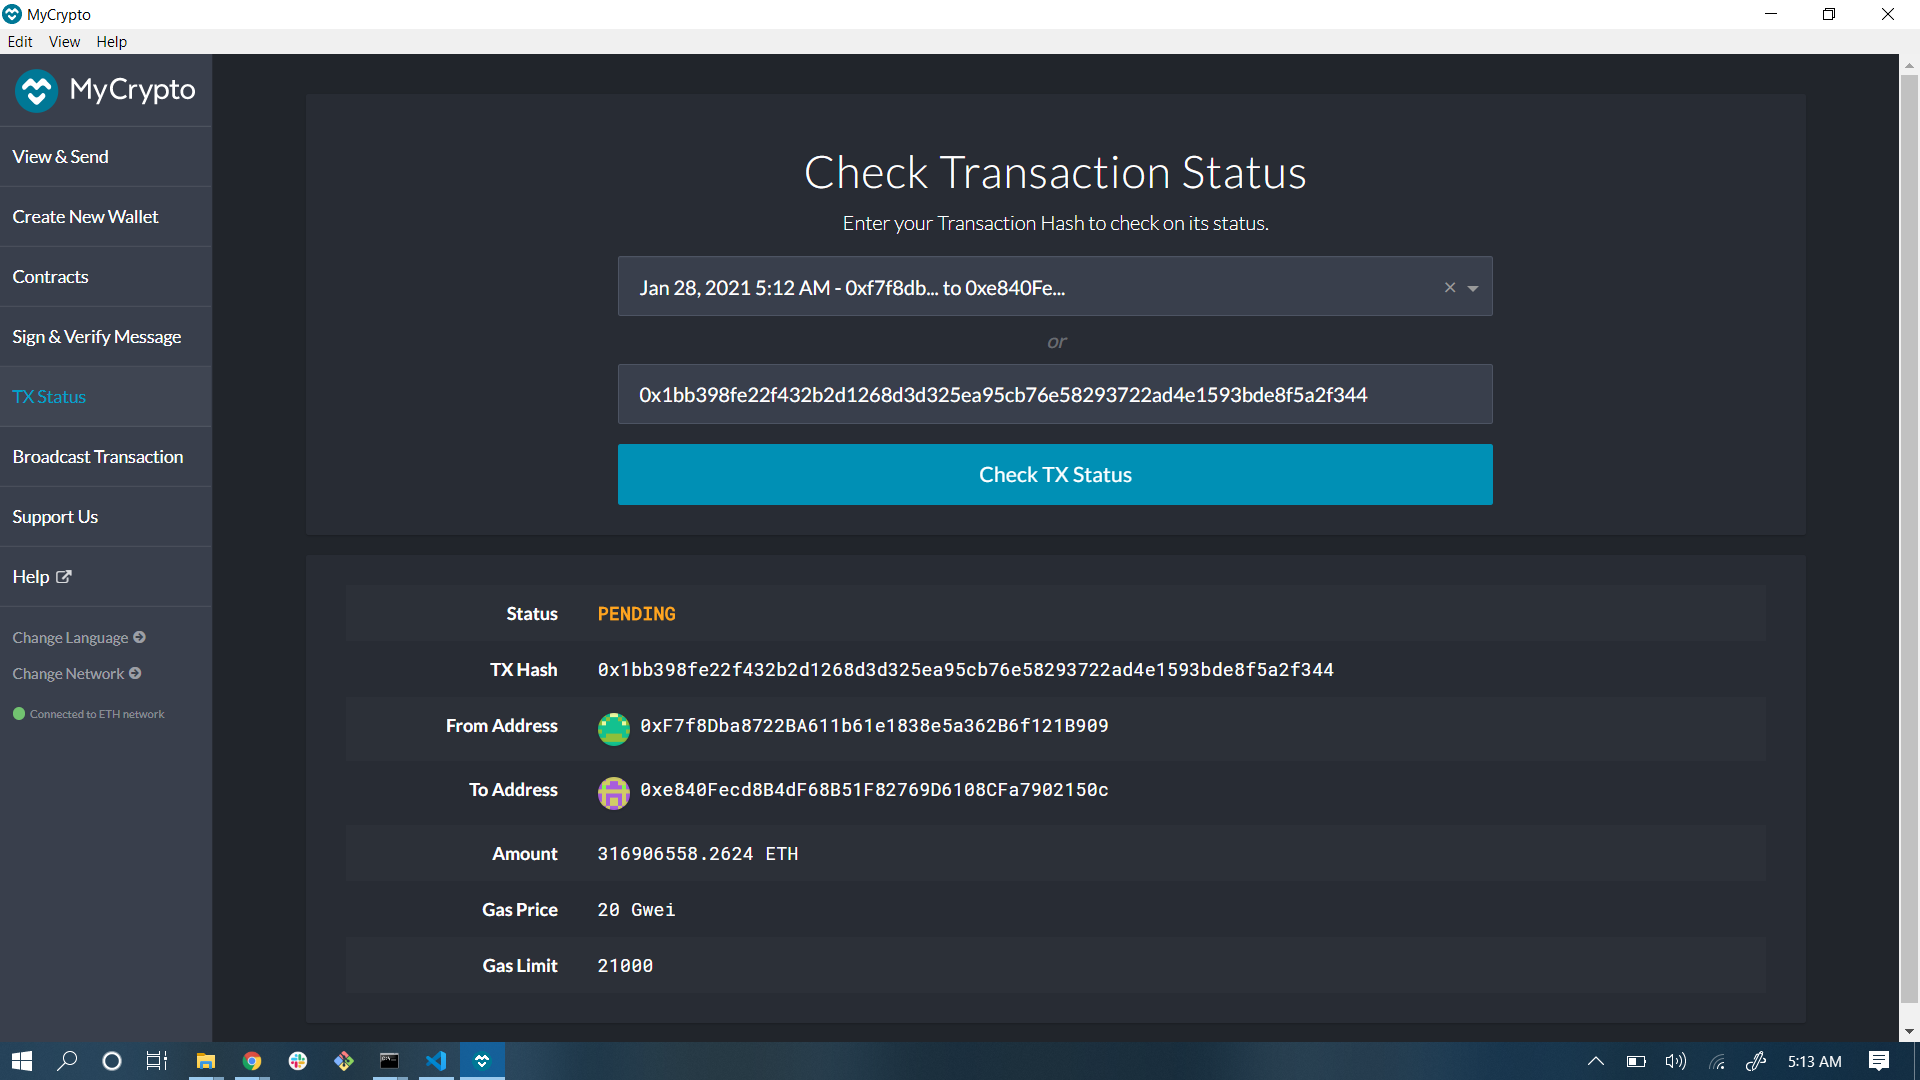 MyCrypto
Edit View Help
MyCrypto
View & Send
Create New Wallet
Contracts
Sign & Verify Message
TX Status
Broadcast Transaction
Support Us
Help
Change Language
Change Network
Connected to ETH network
Check Transaction Status
Enter your Transaction Hash to check on its status.
Jan 28, 2021 5:12 AM - 0xf7f8db... to 0xe840Fe...
or
0x1bb398fe22f432b2d1268d3d325ea95cb76e58293722ad4e1593bde8f5a2f344
Check TX Status
Status PENDING
TX Hash 0x1bb398fe22f432b2d1268d3d325ea95cb76e58293722ad4e1593bde8f5a2f344
From Address 0xF7f8Dba8722BA611b61e1838e5a362B6f121B909
To Address 0xe840Fecd8B4dF68B51F82769D6108CFa7902150c
Amount 316906558.2624 ETH
Gas Price 20 Gwei
Gas Limit 21000
5:13 AM